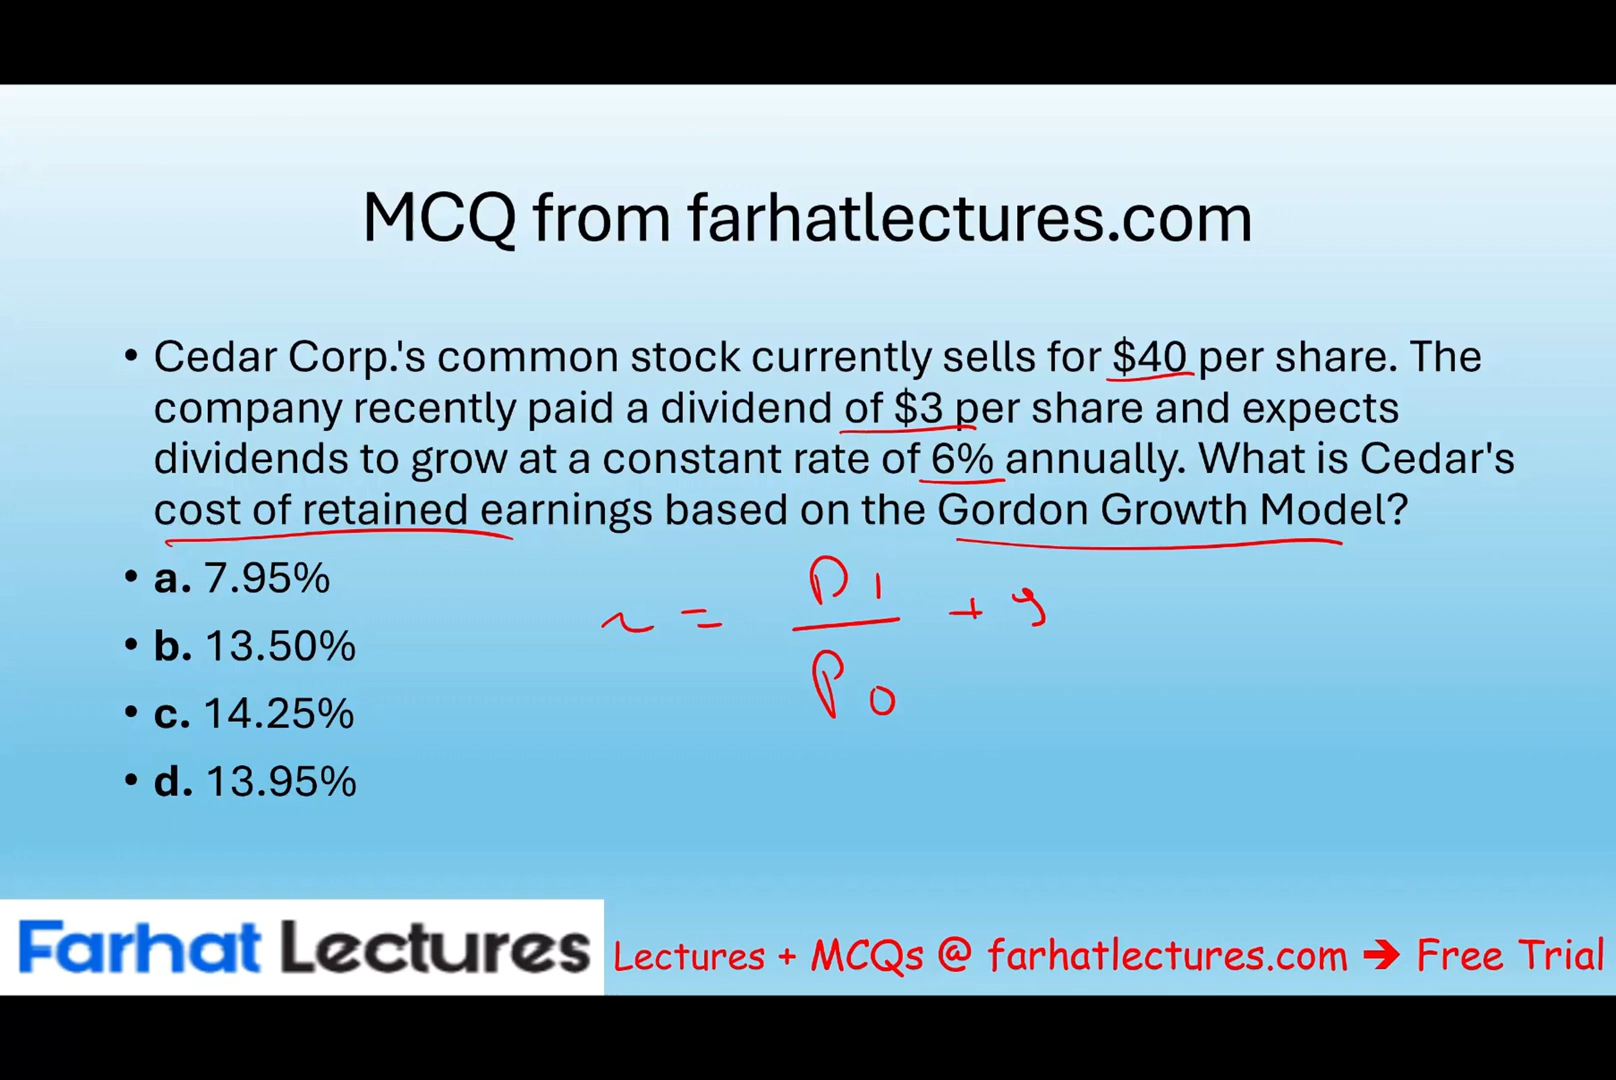 MCQ from farhatlectures.com
• Cedar Corp.'s common stock currently sells for $40 per share. The
company recently paid a dividend of $3 per share and expects
dividends to grow at a constant rate of 6% annually. What is Cedar's
cost of retained earnings based on the Gordon Growth Model?
• a. 7.95%
• b. 13.50%
• c. 14.25%
• d. 13.95%
r = D1 / P0 + g
Farhat Lectures
Lectures + MCQs @ farhatlectures.com → Free Trial